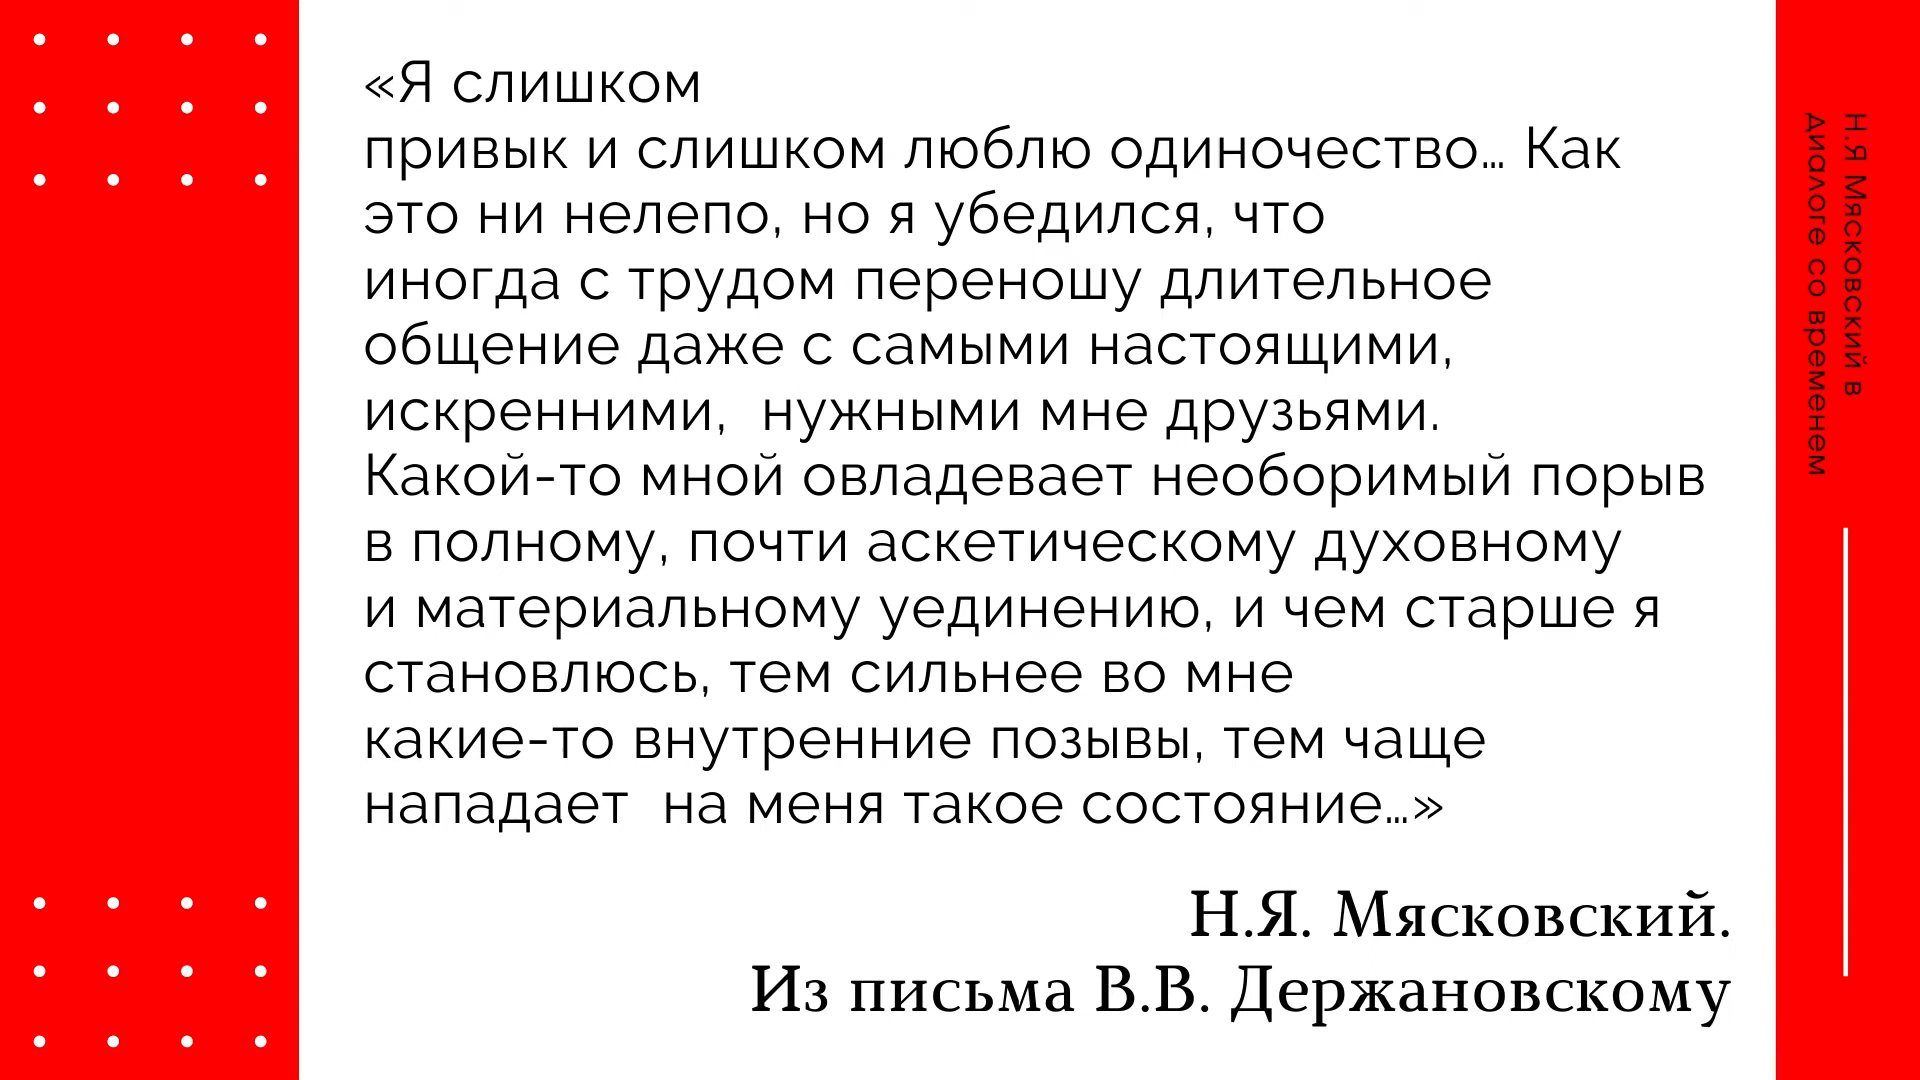 «Я слишком
привык и слишком люблю одиночество… Как
это ни нелепо, но я убедился, что
иногда с трудом переношу длительное
общение даже с самыми настоящими,
искренними,  нужными мне друзьями.
Какой-то мной овладевает необоримый порыв
в полному, почти аскетическому духовному
и материальному уединению, и чем старше я
становлюсь, тем сильнее во мне
какие-то внутренние позывы, тем чаще
нападает  на меня такое состояние…»
Н.Я. Мясковский.
Из письма В.В. Держановскому
Н.Я Мясковский в
диалоге со временем